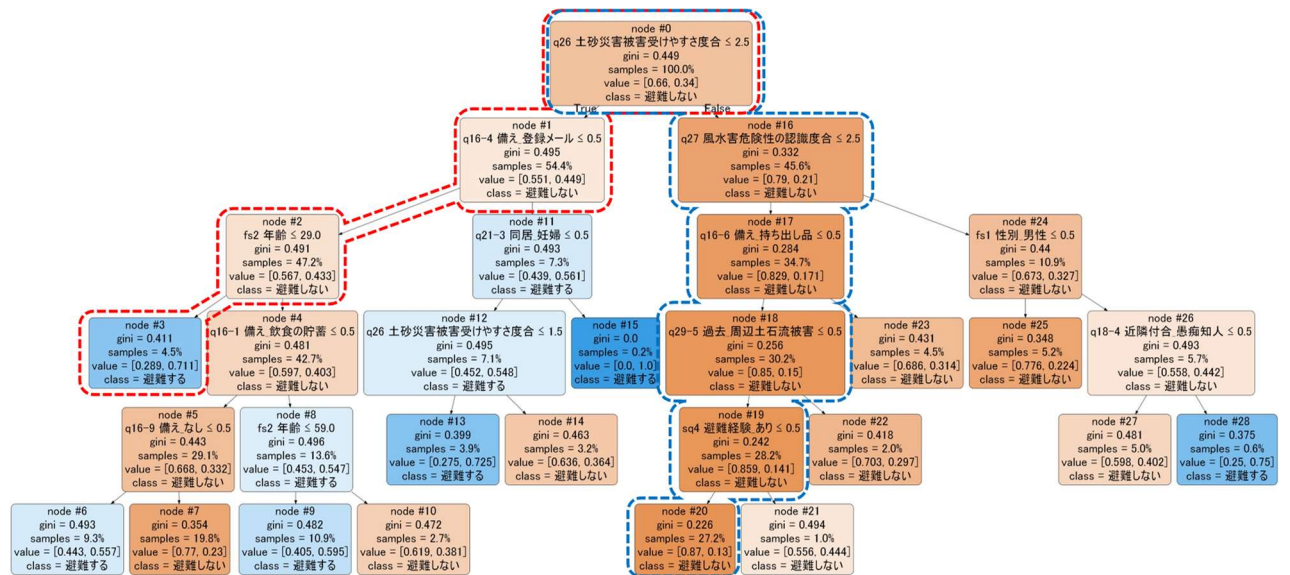 node #0
q26 土砂災害被害受けやすさ度合 ≤ 2.5
gini = 0.449
samples = 100.0%
value = [0.66, 0.34]
class = 避難しない
True
False
node #1
q16-4 備え_登録メール ≤ 0.5
gini = 0.495
samples = 54.4%
value = [0.551, 0.449]
class = 避難しない
node #16
q27 風水害危険性の認識度合 ≤ 2.5
gini = 0.332
samples = 45.6%
value = [0.79, 0.21]
class = 避難しない
node #2
fs2 年齢 ≤ 29.0
gini = 0.491
samples = 47.2%
value = [0.567, 0.433]
class = 避難しない
node #11
q21-3 同居_妊婦 ≤ 0.5
gini = 0.493
samples = 7.3%
value = [0.439, 0.561]
class = 避難する
node #17
q16-6 備え_持ち出し品 ≤ 0.5
gini = 0.284
samples = 34.7%
value = [0.829, 0.171]
class = 避難しない
node #24
fs1 性別_男性 ≤ 0.5
gini = 0.44
samples = 10.9%
value = [0.673, 0.327]
class = 避難しない
node #3
gini = 0.411
samples = 4.5%
value = [0.289, 0.711]
class = 避難する
node #4
q16-1 備え_飲食の貯蓄 ≤ 0.5
gini = 0.481
samples = 42.7%
value = [0.597, 0.403]
class = 避難しない
node #12
q26 土砂災害被害受けやすさ度合 ≤ 1.5
gini = 0.495
samples = 7.1%
value = [0.452, 0.548]
class = 避難する
node #15
gini = 0.0
samples = 0.2%
value = [0.0, 1.0]
class = 避難する
node #18
q29-5 過去_周辺土石流被害 ≤ 0.5
gini = 0.256
samples = 30.2%
value = [0.85, 0.15]
class = 避難しない
node #23
gini = 0.431
samples = 4.5%
value = [0.686, 0.314]
class = 避難しない
node #25
gini = 0.348
samples = 5.2%
value = [0.776, 0.224]
class = 避難しない
node #26
q18-4 近隣付合_愚痴知人 ≤ 0.5
gini = 0.493
samples = 5.7%
value = [0.558, 0.442]
class = 避難しない
node #5
q16-9 備え_なし ≤ 0.5
gini = 0.443
samples = 29.1%
value = [0.668, 0.332]
class = 避難しない
node #8
fs2 年齢 ≤ 59.0
gini = 0.496
samples = 13.6%
value = [0.453, 0.547]
class = 避難する
node #13
gini = 0.399
samples = 3.9%
value = [0.275, 0.725]
class = 避難する
node #14
gini = 0.463
samples = 3.2%
value = [0.636, 0.364]
class = 避難しない
node #19
sq4 避難経験_あり ≤ 0.5
gini = 0.242
samples = 28.2%
value = [0.859, 0.141]
class = 避難しない
node #22
gini = 0.418
samples = 2.0%
value = [0.703, 0.297]
class = 避難しない
node #27
gini = 0.481
samples = 5.0%
value = [0.598, 0.402]
class = 避難しない
node #28
gini = 0.375
samples = 0.6%
value = [0.25, 0.75]
class = 避難する
node #6
gini = 0.493
samples = 9.3%
value = [0.443, 0.557]
class = 避難する
node #7
gini = 0.354
samples = 19.8%
value = [0.77, 0.23]
class = 避難しない
node #9
gini = 0.482
samples = 10.9%
value = [0.405, 0.595]
class = 避難する
node #10
gini = 0.472
samples = 2.7%
value = [0.619, 0.381]
class = 避難しない
node #20
gini = 0.226
samples = 27.2%
value = [0.87, 0.13]
class = 避難しない
node #21
gini = 0.494
samples = 1.0%
value = [0.556, 0.444]
class = 避難しない